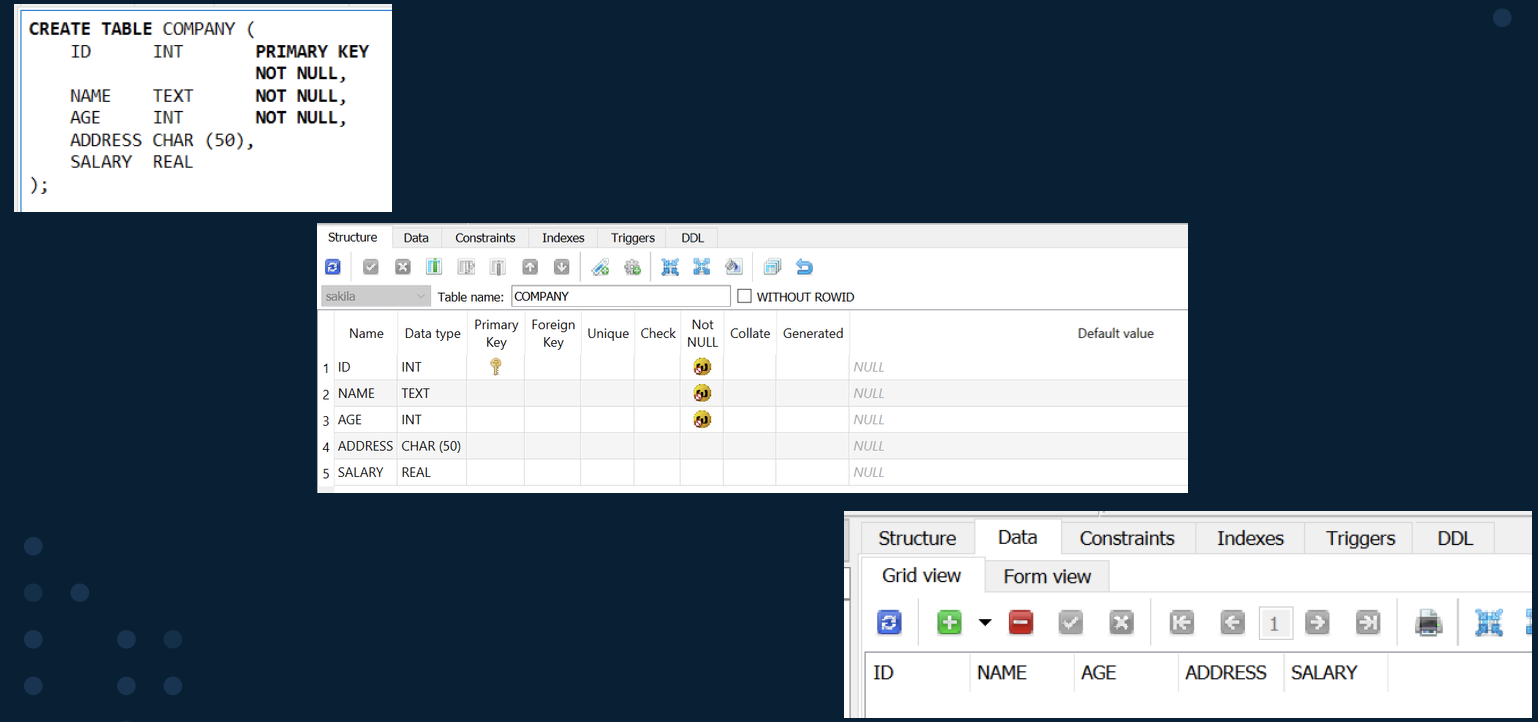 CREATE TABLE COMPANY (
ID INT PRIMARY KEY
NOT NULL,
NAME TEXT NOT NULL,
AGE INT NOT NULL,
ADDRESS CHAR (50),
SALARY REAL
);
Structure Data Constraints Indexes Triggers DDL
sakila Table name: COMPANY WITHOUT ROWID
Name Data type Primary Key Foreign Key Unique Check Not NULL Collate Generated Default value
1 ID INT NULL
2 NAME TEXT NULL
3 AGE INT NULL
4 ADDRESS CHAR (50) NULL
5 SALARY REAL NULL
Structure Data Constraints Indexes Triggers DDL
Grid view Form view
1
ID NAME AGE ADDRESS SALARY